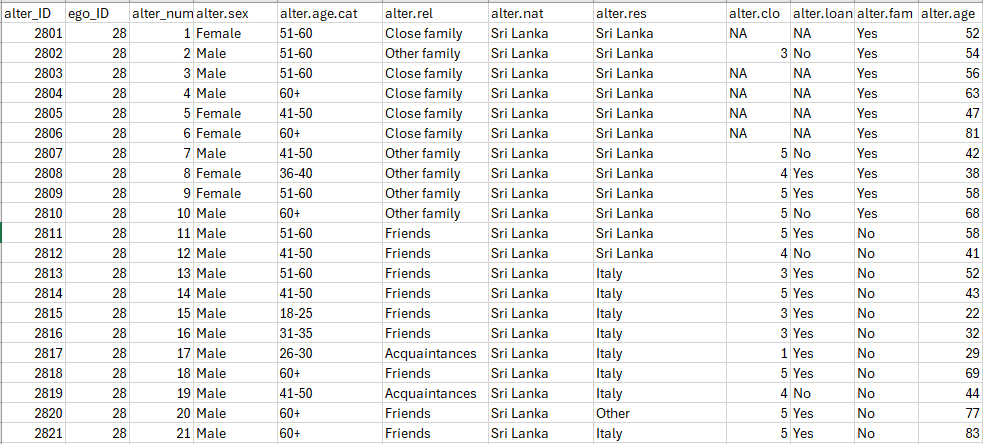 alter_ID ego_ID alter_num alter.sex alter.age.cat alter.rel alter.nat alter.res alter.clo alter.loan alter.fam alter.age
2801 28 1 Female 51-60 Close family Sri Lanka Sri Lanka NA NA Yes 52
2802 28 2 Male 51-60 Other family Sri Lanka Sri Lanka 3 No Yes 54
2803 28 3 Male 51-60 Close family Sri Lanka Sri Lanka NA NA Yes 56
2804 28 4 Male 60+ Close family Sri Lanka Sri Lanka NA NA Yes 63
2805 28 5 Female 41-50 Close family Sri Lanka Sri Lanka NA NA Yes 47
2806 28 6 Female 60+ Close family Sri Lanka Sri Lanka NA NA Yes 81
2807 28 7 Male 41-50 Other family Sri Lanka Sri Lanka 5 No Yes 42
2808 28 8 Female 36-40 Other family Sri Lanka Sri Lanka 4 Yes Yes 38
2809 28 9 Female 51-60 Other family Sri Lanka Sri Lanka 5 Yes Yes 58
2810 28 10 Male 60+ Other family Sri Lanka Sri Lanka 5 No Yes 68
2811 28 11 Male 51-60 Friends Sri Lanka Sri Lanka 5 Yes No 58
2812 28 12 Male 41-50 Friends Sri Lanka Sri Lanka 4 No No 41
2813 28 13 Male 51-60 Friends Sri Lanka Italy 3 Yes No 52
2814 28 14 Male 41-50 Friends Sri Lanka Italy 5 Yes No 43
2815 28 15 Male 18-25 Friends Sri Lanka Italy 3 Yes No 22
2816 28 16 Male 31-35 Friends Sri Lanka Italy 3 Yes No 32
2817 28 17 Male 26-30 Acquaintances Sri Lanka Italy 1 Yes No 29
2818 28 18 Male 60+ Friends Sri Lanka Italy 5 Yes No 69
2819 28 19 Male 41-50 Acquaintances Sri Lanka Italy 4 No No 44
2820 28 20 Male 60+ Friends Sri Lanka Other 5 Yes No 77
2821 28 21 Male 60+ Friends Sri Lanka Italy 5 Yes No 83